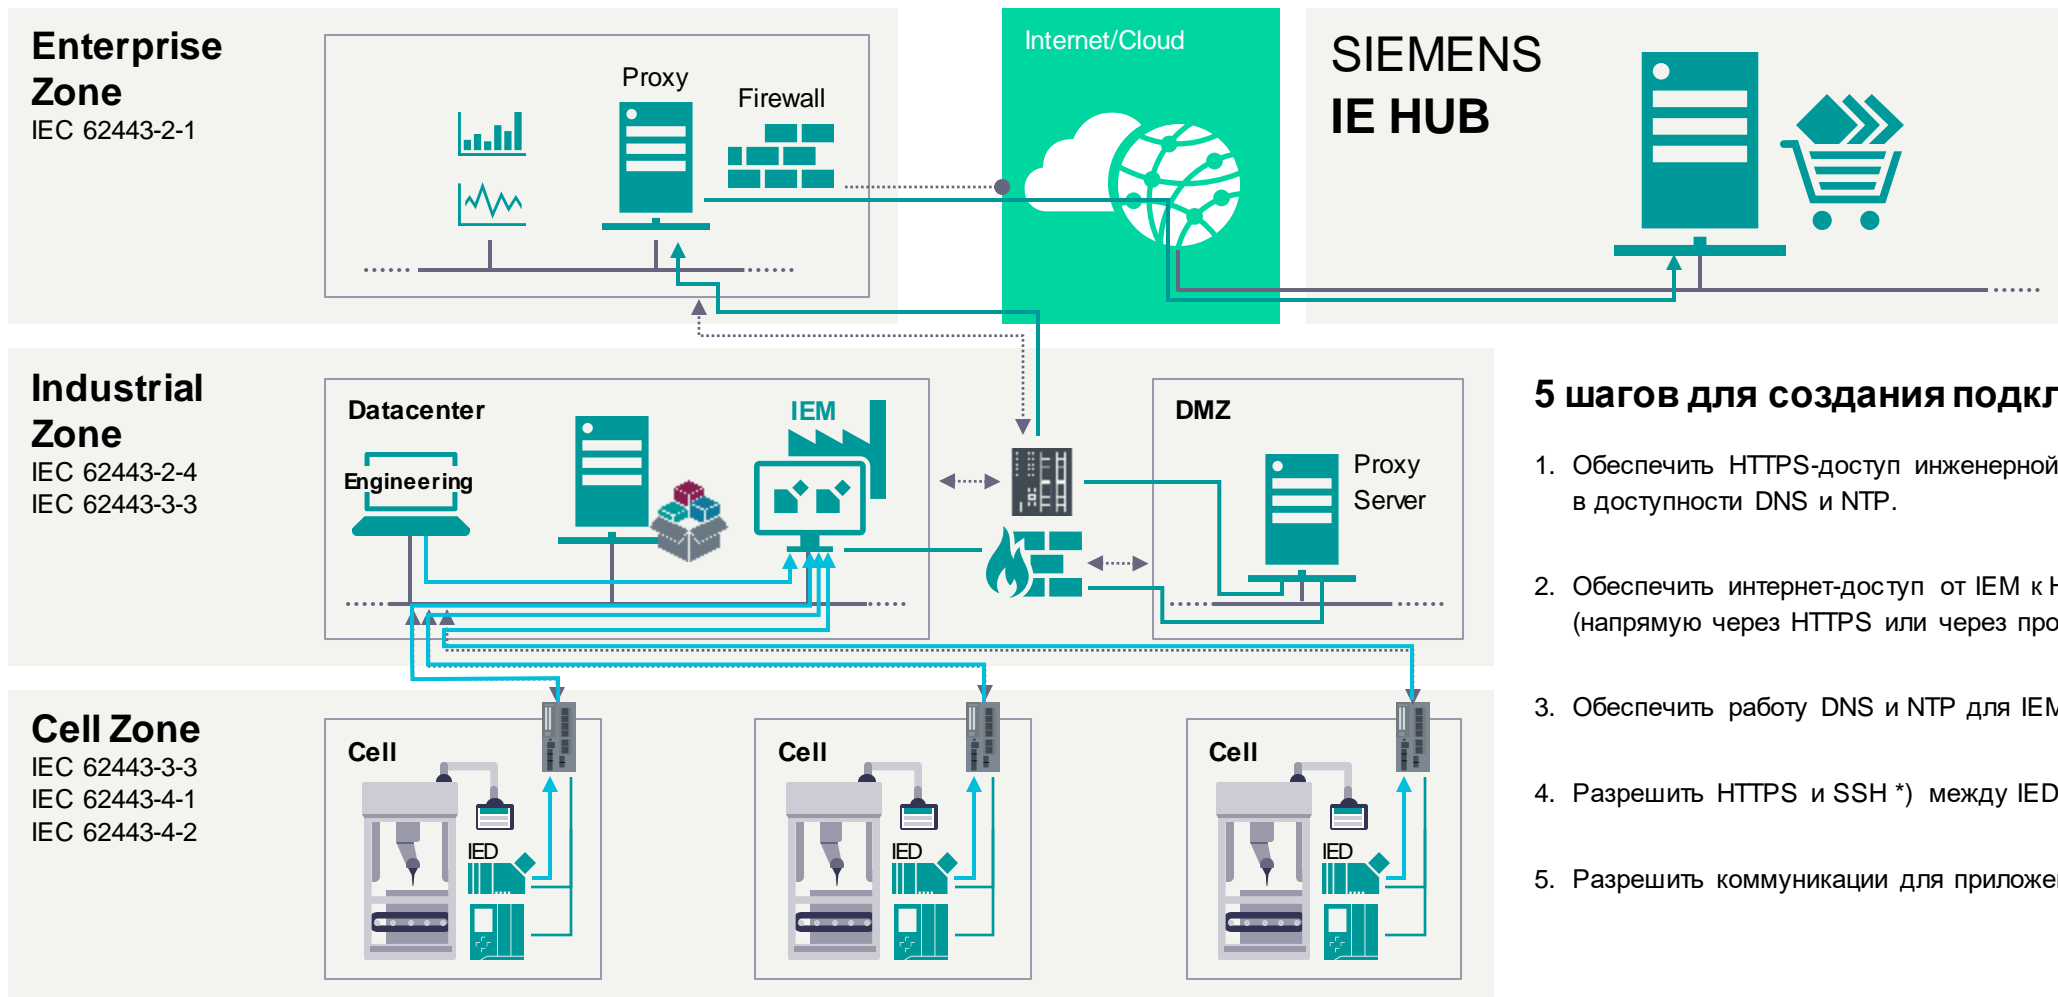 Enterprise
Zone
IEC 62443-2-1
Proxy
Firewall
Internet/Cloud
SIEMENS
IE HUB
Industrial
Zone
IEC 62443-2-4
IEC 62443-3-3
Datacenter
Engineering
IEM
DMZ
Proxy
Server
Cell Zone
IEC 62443-3-3
IEC 62443-4-1
IEC 62443-4-2
Cell
IED
Cell
IED
Cell
IED
5 шагов для создания
1. Обеспечить HTTPS-доступ инженерной
в доступности DNS и NTP.
2. Обеспечить интернет-доступ от IEM к
(напрямую через HTTPS или через
3. Обеспечить работу DNS и NTP для IEM
4. Разрешить HTTPS и SSH *) между IED
5. Разрешить коммуникации для